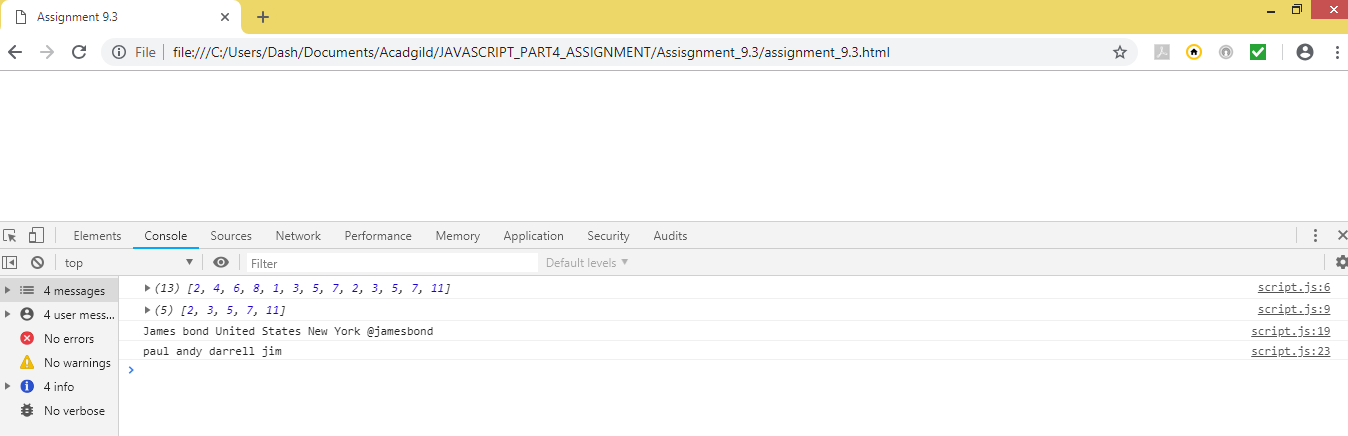 Assignment 9.3
File file:///C:/Users/Dash/Documents/Acadgild/JAVASCRIPT_PART4_ASSIGNMENT/Assisgnment_9.3/assignment_9.3.html
Elements Console Sources Network Performance Memory Application Security Audits
top Filter Default levels
4 messages
4 user mess...
No errors
No warnings
4 info
No verbose
(13) [2, 4, 6, 8, 1, 3, 5, 7, 2, 3, 5, 7, 11] script.js:6
(5) [2, 3, 5, 7, 11] script.js:9
James bond United States New York @jamesbond script.js:19
paul andy darrell jim script.js:23